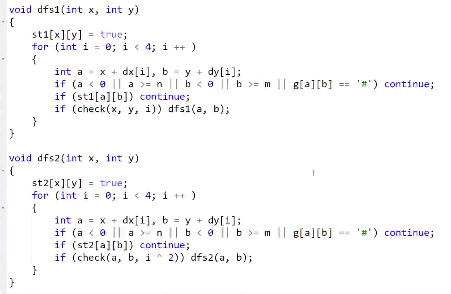 void dfs1(int x, int y)
{
    st1[x][y] = true;
    for (int i = 0; i < 4; i ++ )
    {
        int a = x + dx[i], b = y + dy[i];
        if (a < 0 || a >= n || b < 0 || b >= m || g[a][b] == '#') continue;
        if (st1[a][b]) continue;
        if (check(x, y, i)) dfs1(a, b);
    }
}
void dfs2(int x, int y)
{
    st2[x][y] = true;
    for (int i = 0; i < 4; i ++ )
    {
        int a = x + dx[i], b = y + dy[i];
        if (a < 0 || a >= n || b < 0 || b >= m || g[a][b] == '#') continue;
        if (st2[a][b]) continue;
        if (check(a, b, i ^ 2)) dfs2(a, b);
    }
}